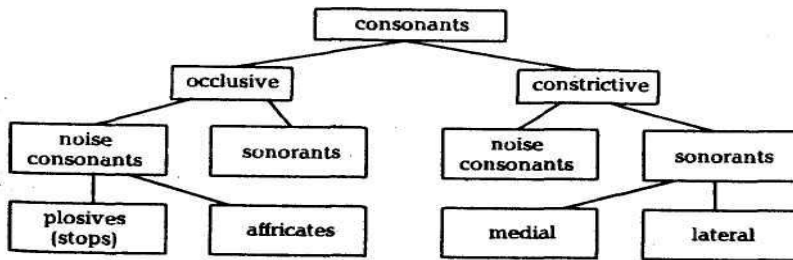 consonants
occlusive
constrictive
noise
consonants
sonorants
noise
consonants
sonorants
plosives
(stops)
affricates
medial
lateral